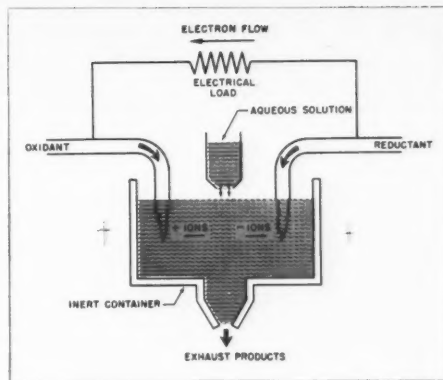 ELECTRON FLOW
ELECTRICAL
LOAD
AQUEOUS SOLUTION
OXIDANT
REDUCTANT
+ IONS
- IONS
INERT CONTAINER
EXHAUST PRODUCTS